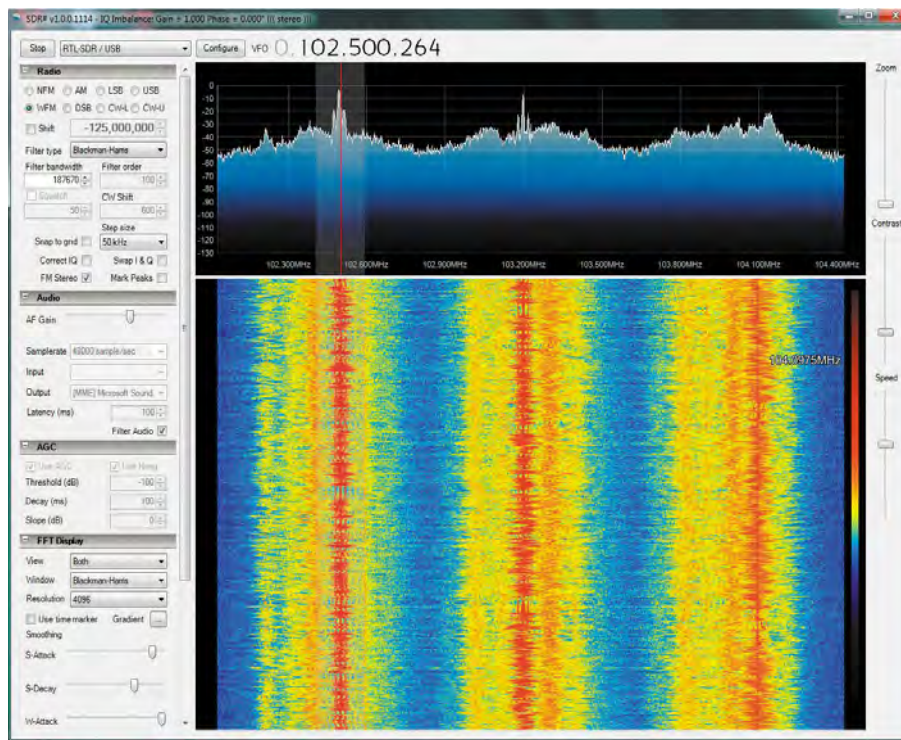 SDR# v1.0.0.1114 - IQ Imbalance: Gain = 1.000 Phase = 0.000° ((( stereo )))
Stop RTL-SDR / USB Configure VFO 0.102.500.264
Radio
NFM AM LSB USB
WFM DSB CW-L CW-U
Shift -125,000,000
Filter type Blackman-Harris
Filter bandwidth Filter order
187670 100
Squelch CW Shift
50 600
Step size
Snap to grid 50 kHz
Correct IQ Swap I & Q
FM Stereo Mark Peaks
Audio
AF Gain
Samplerate 48000 sample/sec
Input
Output [MME] Microsoft Sound
Latency (ms) 100
Filter Audio
AGC
Use AGC Use Hang
Threshold (dB) -100
Decay (ms)
Slope (dB) 0
FFT Display
View Both
Window Blackman-Harris
Resolution 4096
Use time marker Gradient ...
Smoothing
S-Attack
S-Decay
W-Attack
0
-10
-20
-30
-40
-50
-60
-70
-80
-90
-100
-110
-120
-130
102.300MHz 102.600MHz 102.900MHz 103.200MHz 103.500MHz 103.800MHz 104.100MHz 104.400MHz
104.0975MHz
Zoom
Contrast
Speed